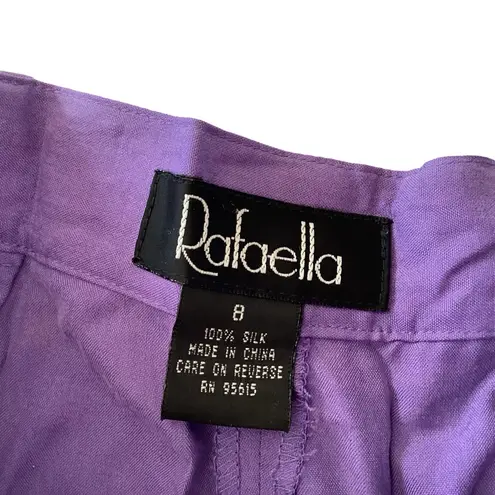 Rafaella
8
100% SILK
MADE IN CHINA
CARE ON REVERSE
RN 95615